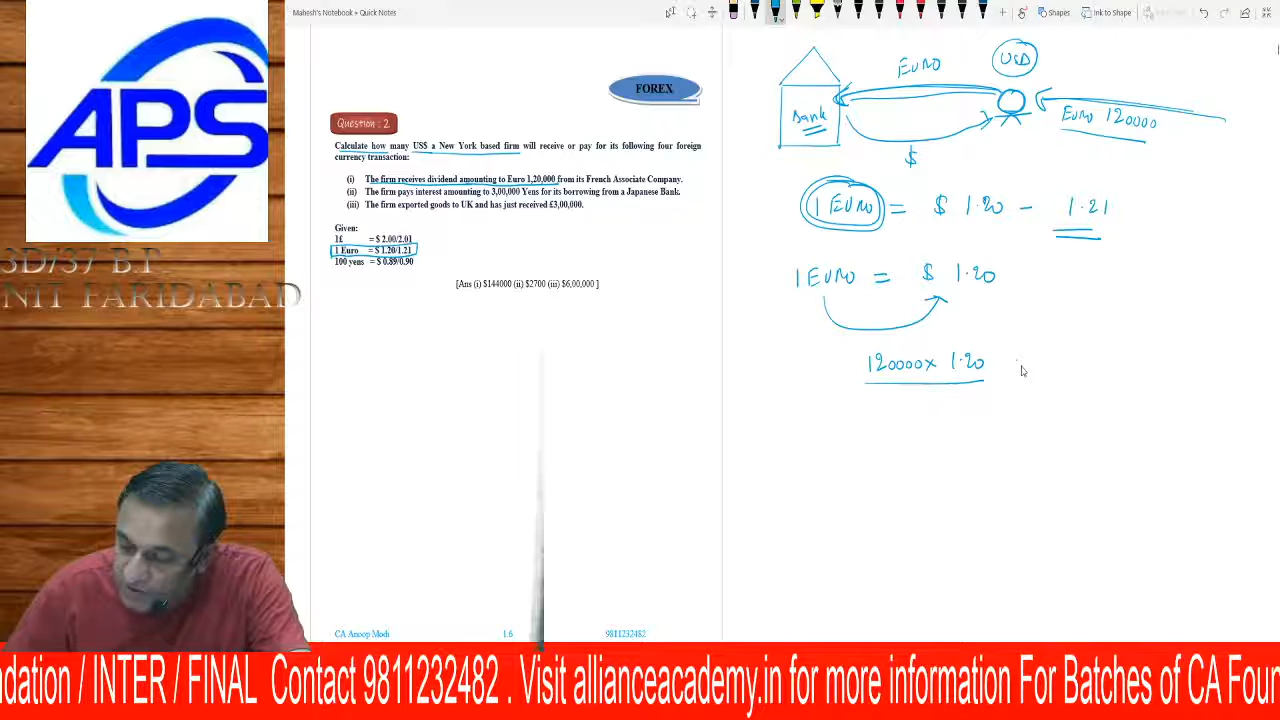 Mahesh's Notebook » Quick Notes
Shapes
Ink to Shape
APS
3D/37 B.P.
NIT FARIDABAD
FOREX
Question : 2
Calculate how many US$ a New York based firm will receive or pay for its following four foreign
currency transaction:
(i) The firm receives dividend amounting to Euro 1,20,000 from its French Associate Company.
(ii) The firm pays interest amounting to 3,00,000 Yens for its borrowing from a Japanese Bank.
(iii) The firm exported goods to UK and has just received £3,00,000.
Given:
1£ = $ 2.00/2.01
1 Euro = $ 1.20/1.21
100 yens = $ 0.89/0.90
[Ans (i) $144000 (ii) $2700 (iii) $6,00,000 ]
CA Anoop Modi 1.6 9811232482
EURO
USD
Bank
EURO 120000
$
1 EURO = $ 1.20 - 1.21
1 EURO = $ 1.20
120000 x 1.20
ndation / INTER / FINAL Contact 9811232482 . Visit allianceacademy.in for more information For Batches of CA Foun